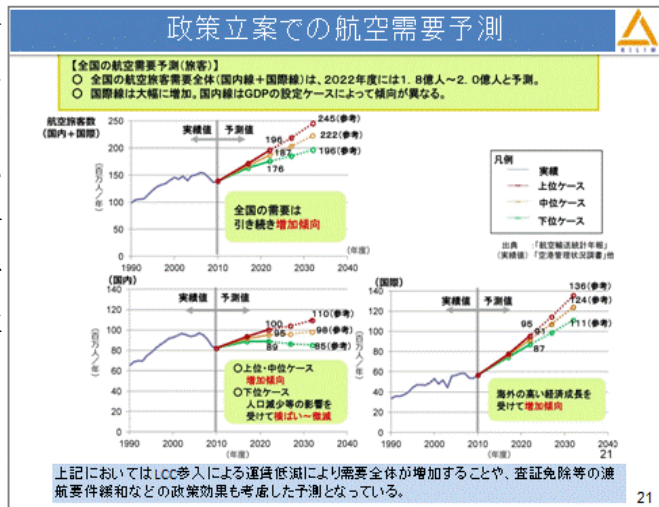 政策立案での航空需要予測
KILIM
【全国の航空需要予測(旅客)】
○ 全国の航空旅客需要全体(国内線＋国際線)は、2022年度には1.8億人～2.0億人と予測。
○ 国際線は大幅に増加。国内線はGDPの設定ケースによって傾向が異なる。
航空旅客数
(国内＋国際)
(百万人/年)
250
200
150
100
50
0
実績値
予測値
245(参考)
222(参考)
196(参考)
196
187
176
全国の需要は
引き続き増加傾向
(年度)
1990 2000 2010 2020 2030 2040
凡例
実績
上位ケース
中位ケース
下位ケース
出典 :「航空輸送統計年報」
(実績値) 「空港管理状況調書」他
(国内)
(百万人/年)
140
120
100
80
60
40
20
0
実績値
予測値
110(参考)
98(参考)
85(参考)
100
95
89
○上位・中位ケース
増加傾向
○下位ケース
人口減少等の影響を
受けて横ばい～微減
(年度)
1990 2000 2010 2020 2030 2040
(国際)
(百万人/年)
140
120
100
80
60
40
20
0
実績値
予測値
136(参考)
124(参考)
111(参考)
95
91
87
海外の高い経済成長を
受けて増加傾向
(年度)
1990 2000 2010 2020 2030 2040
21
上記においてはLCC参入による運賃低減により需要全体が増加することや、査証免除等の渡
航要件緩和などの政策効果も考慮した予測となっている。
21